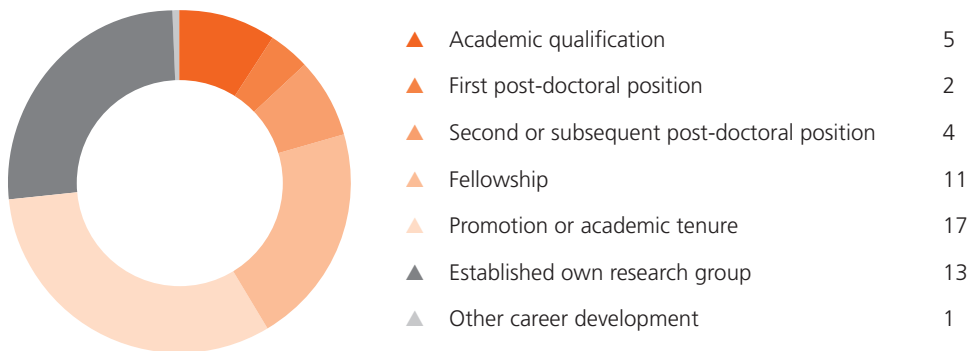 Academic qualification 5
First post-doctoral position 2
Second or subsequent post-doctoral position 4
Fellowship 11
Promotion or academic tenure 17
Established own research group 13
Other career development 1